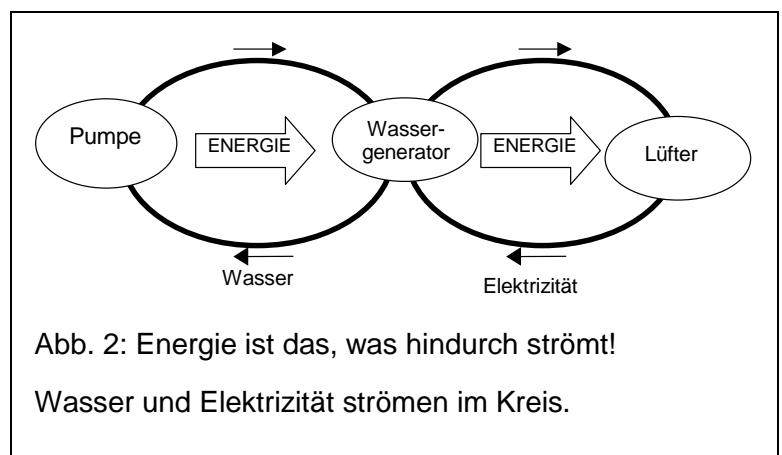 Pumpe
ENERGIE
Wasser-
generator
ENERGIE
Lüfter
Wasser
Elektrizität
Abb. 2: Energie ist das, was hindurch strömt!
Wasser und Elektrizität strömen im Kreis.